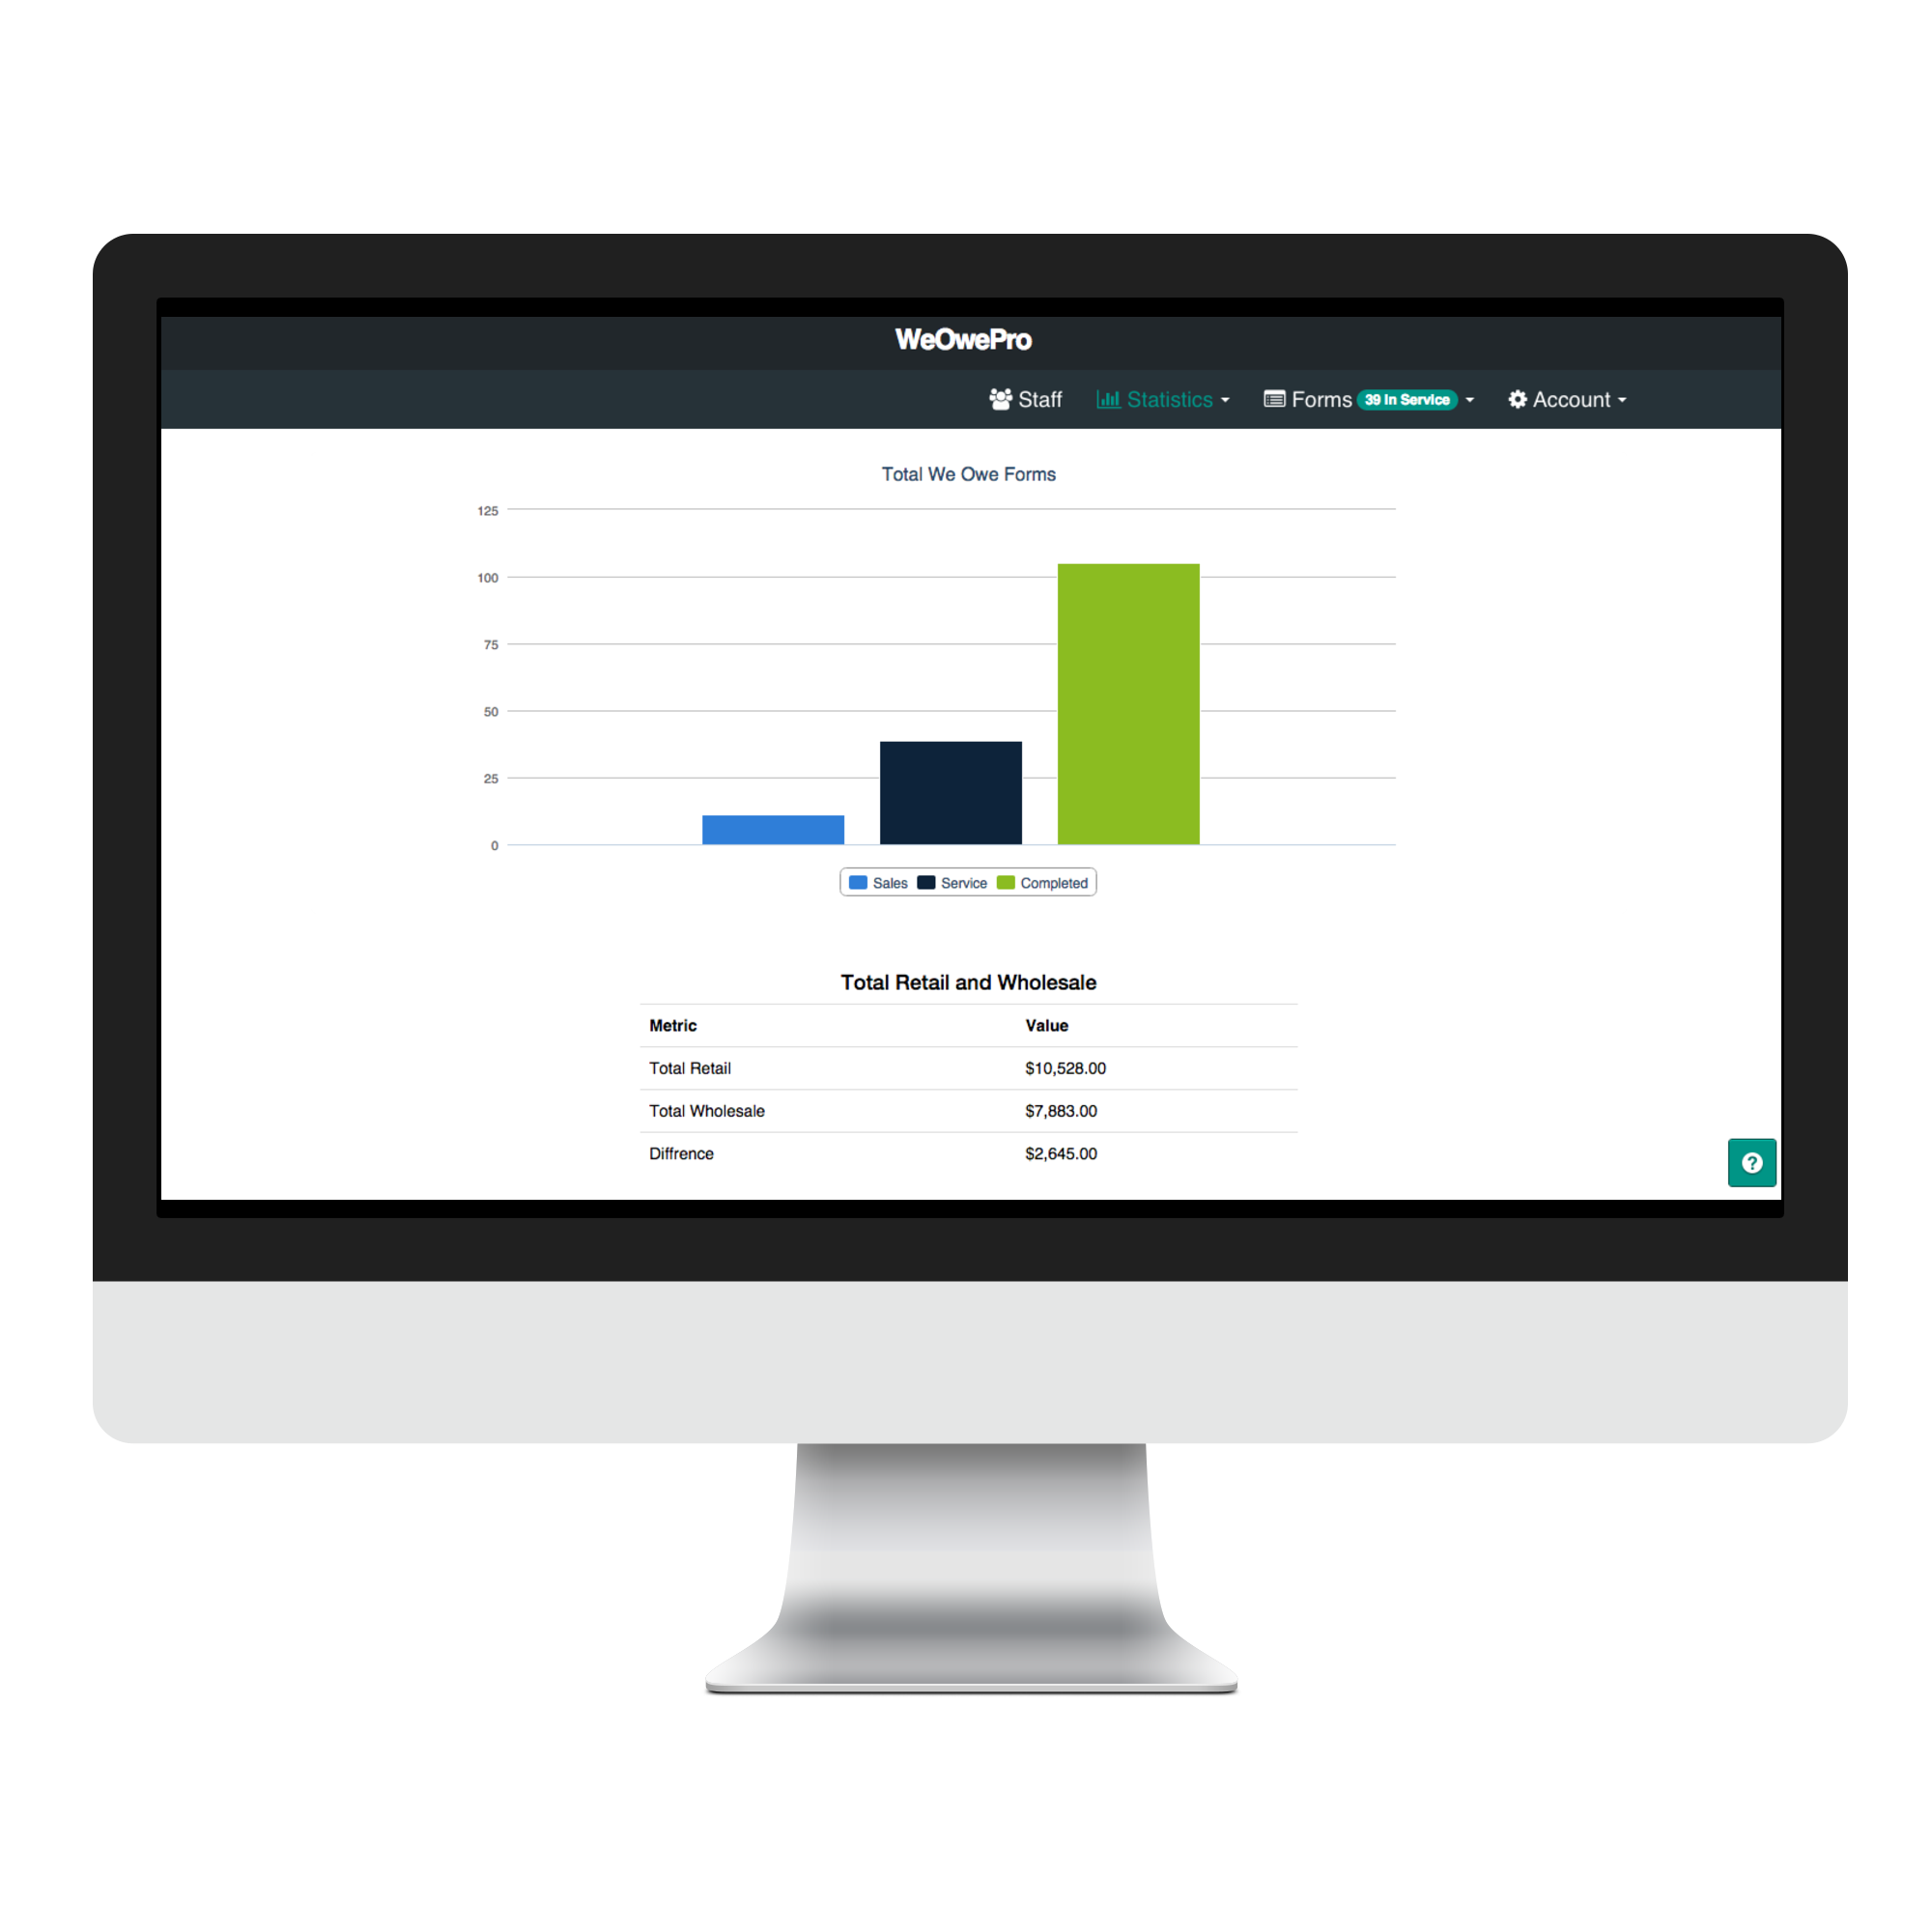 WeOwePro
Staff Statistics Forms 39 In Service Account
Total We Owe Forms
125
100
75
50
25
0
Sales Service Completed
Total Retail and Wholesale
Metric Value
Total Retail $10,528.00
Total Wholesale $7,883.00
Diffrence $2,645.00
?